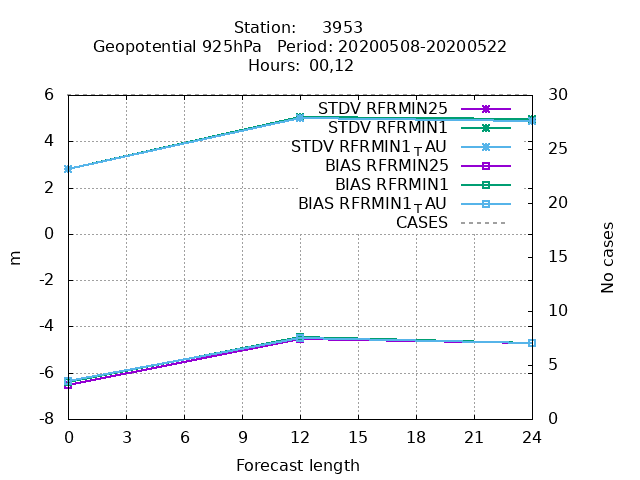 Station: 3953
Geopotential 925hPa Period: 20200508-20200522
Hours: 00,12
STDV RFRMIN25
STDV RFRMIN1
STDV RFRMIN1TAU
BIAS RFRMIN25
BIAS RFRMIN1
BIAS RFRMIN1TAU
CASES
6
4
2
0
-2
-4
-6
-8
m
30
25
20
15
10
5
0
No cases
0 3 6 9 12 15 18 21 24
Forecast length